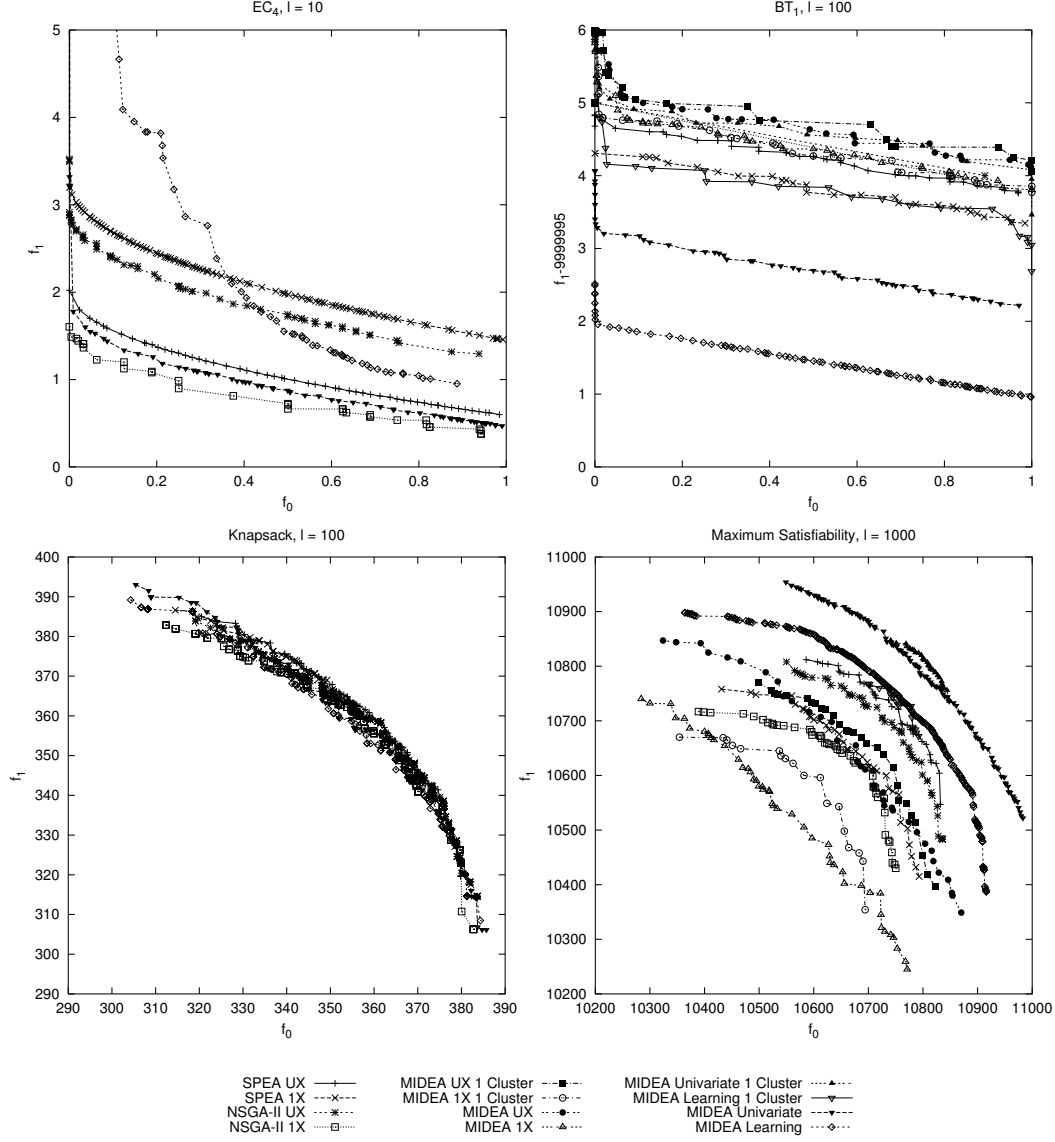 EC4, l = 10
5
4
3
2
1
0
f1
0 0.2 0.4 0.6 0.8 1
f0
BT1, l = 100
6
5
4
3
2
1
0
f1-9999995
0 0.2 0.4 0.6 0.8 1
f0
Knapsack, l = 100
400
390
380
370
360
350
340
330
320
310
300
290
f1
290 300 310 320 330 340 350 360 370 380 390
f0
Maximum Satisfiability, l = 1000
11000
10900
10800
10700
10600
10500
10400
10300
10200
f1
10200 10300 10400 10500 10600 10700 10800 10900 11000
f0
SPEA UX
SPEA 1X
NSGA-II UX
NSGA-II 1X
MIDEA UX 1 Cluster
MIDEA 1X 1 Cluster
MIDEA UX
MIDEA 1X
MIDEA Univariate 1 Cluster
MIDEA Learning 1 Cluster
MIDEA Univariate
MIDEA Learning